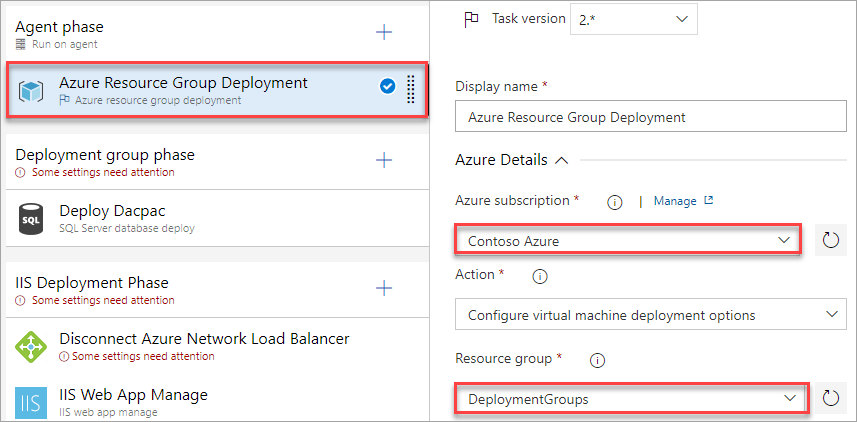 Agent phase
Run on agent
Azure Resource Group Deployment
Azure resource group deployment
Deployment group phase
Some settings need attention
SQL
Deploy Dacpac
SQL Server database deploy
IIS Deployment Phase
Some settings need attention
Disconnect Azure Network Load Balancer
Some settings need attention
IIS
IIS Web App Manage
IIS web app manage
Task version 2.*
Display name *
Azure Resource Group Deployment
Azure Details
Azure subscription * | Manage
Contoso Azure
Action *
Configure virtual machine deployment options
Resource group *
DeploymentGroups